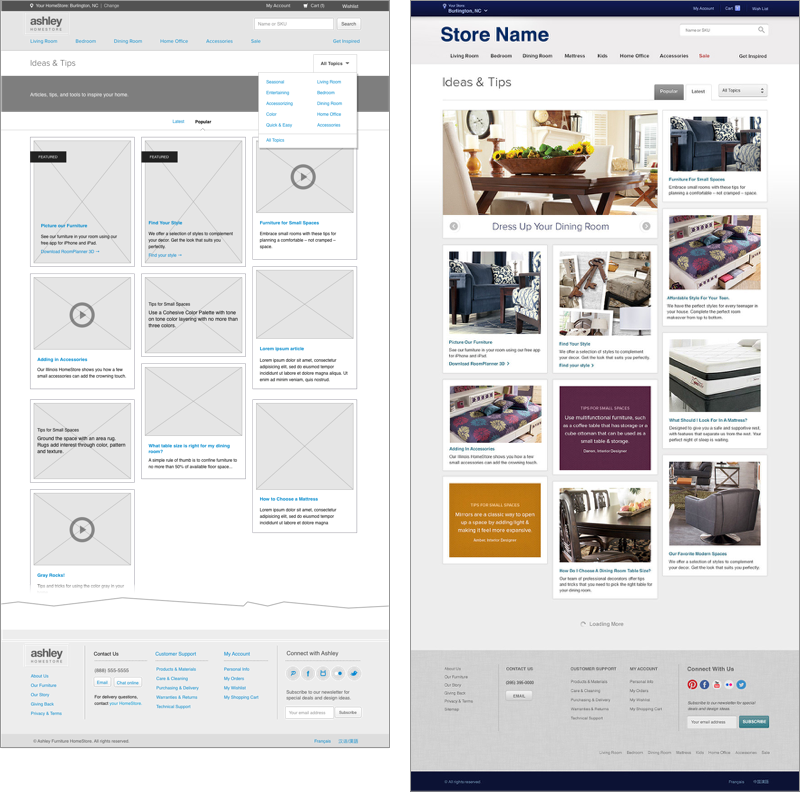 Your HomeStore: Burlington, NC | Change
My Account
Cart (0)
Wishlist
ashley
HOMESTORE
Name or SKU
Search
Living Room
Bedroom
Dining Room
Home Office
Accessories
Sale
Get Inspired
Ideas & Tips
All Topics
Seasonal
Living Room
Entertaining
Bedroom
Accessorizing
Dining Room
Color
Home Office
Quick & Easy
Accessories
All Topics
Articles, tips, and tools to inspire your home.
Latest
Popular
FEATURED
Picture our Furniture
See our furniture in your room using our
free app for iPhone and iPad.
Download RoomPlanner 3D →
FEATURED
Find Your Style
We offer a selection of styles to complement
your decor. Get the look that suits you
perfectly.
Find your style →
Furniture for Small Spaces
Embrace small rooms with these tips for
planning a comfortable – not cramped –
space.
Adding in Accessories
Our Illinois HomeStore shows you how a few
small accessories can add the crowning touch.
Tips for Small Spaces
Use a Cohesive Color Palette with tone
on tone color layering with no more than
three colors.
Lorem ipsum article
Lorem ipsum dolor sit amet, consectetur
adipisicing elit, sed do eiusmod tempor
incididunt ut labore et dolore magna aliqua. Ut
enim ad minim veniam, quis nostrud.
Tips for Small Spaces
Ground the space with an area rug.
Rugs add interest through color, pattern
and texture.
What table size is right for my dining
room?
A simple rule of thumb is to confine furniture to
no more than 50% of available floor space...
How to Choose a Mattress
Lorem ipsum dolor sit amet, consectetur
adipisicing elit, sed do eiusmod tempor
incididunt ut labore et dolore magna
Gray Rocks!
Tips and tricks for using the color gray in your
ashley
HOMESTORE
About Us
Our Furniture
Our Story
Giving Back
Privacy & Terms
Contact Us
(888) 555-5555
Email
Chat online
For delivery questions,
contact your HomeStore
Customer Support
Products & Materials
Care & Cleaning
Purchasing & Delivery
Warranties & Returns
Technical Support
My Account
Personal Info
My Orders
My Wishlist
My Shopping Cart
Connect with Ashley
Subscribe to our newsletter for
special deals and design ideas.
Your email address
Subscribe
© Ashley Furniture HomeStore. All rights reserved.
Français
Your Store
Burlington, NC
My Account
Cart
Wish List
Store Name
Name or SKU
Living Room
Bedroom
Dining Room
Mattress
Kids
Home Office
Accessories
Sale
Get Inspired
Ideas & Tips
Popular
Latest
All Topics
Dress Up Your Dining Room
Furniture For Small Spaces
Embrace small rooms with these tips for
planning a comfortable – not cramped –
space.
Affordable Style For Your Teen.
We have the perfect styles for every teenager in
your house. Complete the perfect room
makeover from top to bottom.
Picture Our Furniture
See our furniture in your room using our free app
for iPhone and iPad.
Download RoomPlanner 3D
Find Your Style
We offer a selection of styles to complement
your decor. Get the look that suits you perfectly.
Find your style
What Should I Look For In A Mattress?
Designed to give you a safe and supportive rest,
with features that separate us from the rest. Your
perfect night of sleep is waiting.
Adding In Accessories
Our Illinois HomeStore shows you how a few
small accessories can add the crowning touch.
TIPS FOR SMALL SPACES
Use multifunctional furniture, such
as a coffee table that has storage or a
cube ottoman that can be used as a
small table & storage.
Darren, Interior Designer
TIPS FOR SMALL SPACES
Mirrors are a classic way to open
up a space by adding light &
making it feel more expansive.
Interior Designer
How Do I Choose A Dining Room Table Size?
Our team of professional decorators offer tips
and tricks that you need to pick the right table for
your dining room.
Our Favorite Modern Spaces
We offer a selection of styles to complement
your decor. Get the look that suits you perfectly.
Loading More
About Us
Our Furniture
Our Story
Giving Back
Privacy & Terms
Sitemap
CONTACT US
EMAIL
CUSTOMER SUPPORT
Products & Materials
Care & Cleaning
Purchasing & Delivery
Warranties & Returns
Technical Support
MY ACCOUNT
Personal Info
My Orders
My Wishlist
My Shopping Cart
Connect With Us
Subscribe to our newsletter for special
deals and design ideas.
Your email address
SUBSCRIBE
Living Room
Bedroom
Dining Room
Mattress
Kids
Home Office
Accessories
Sale
© All rights reserved.
Français